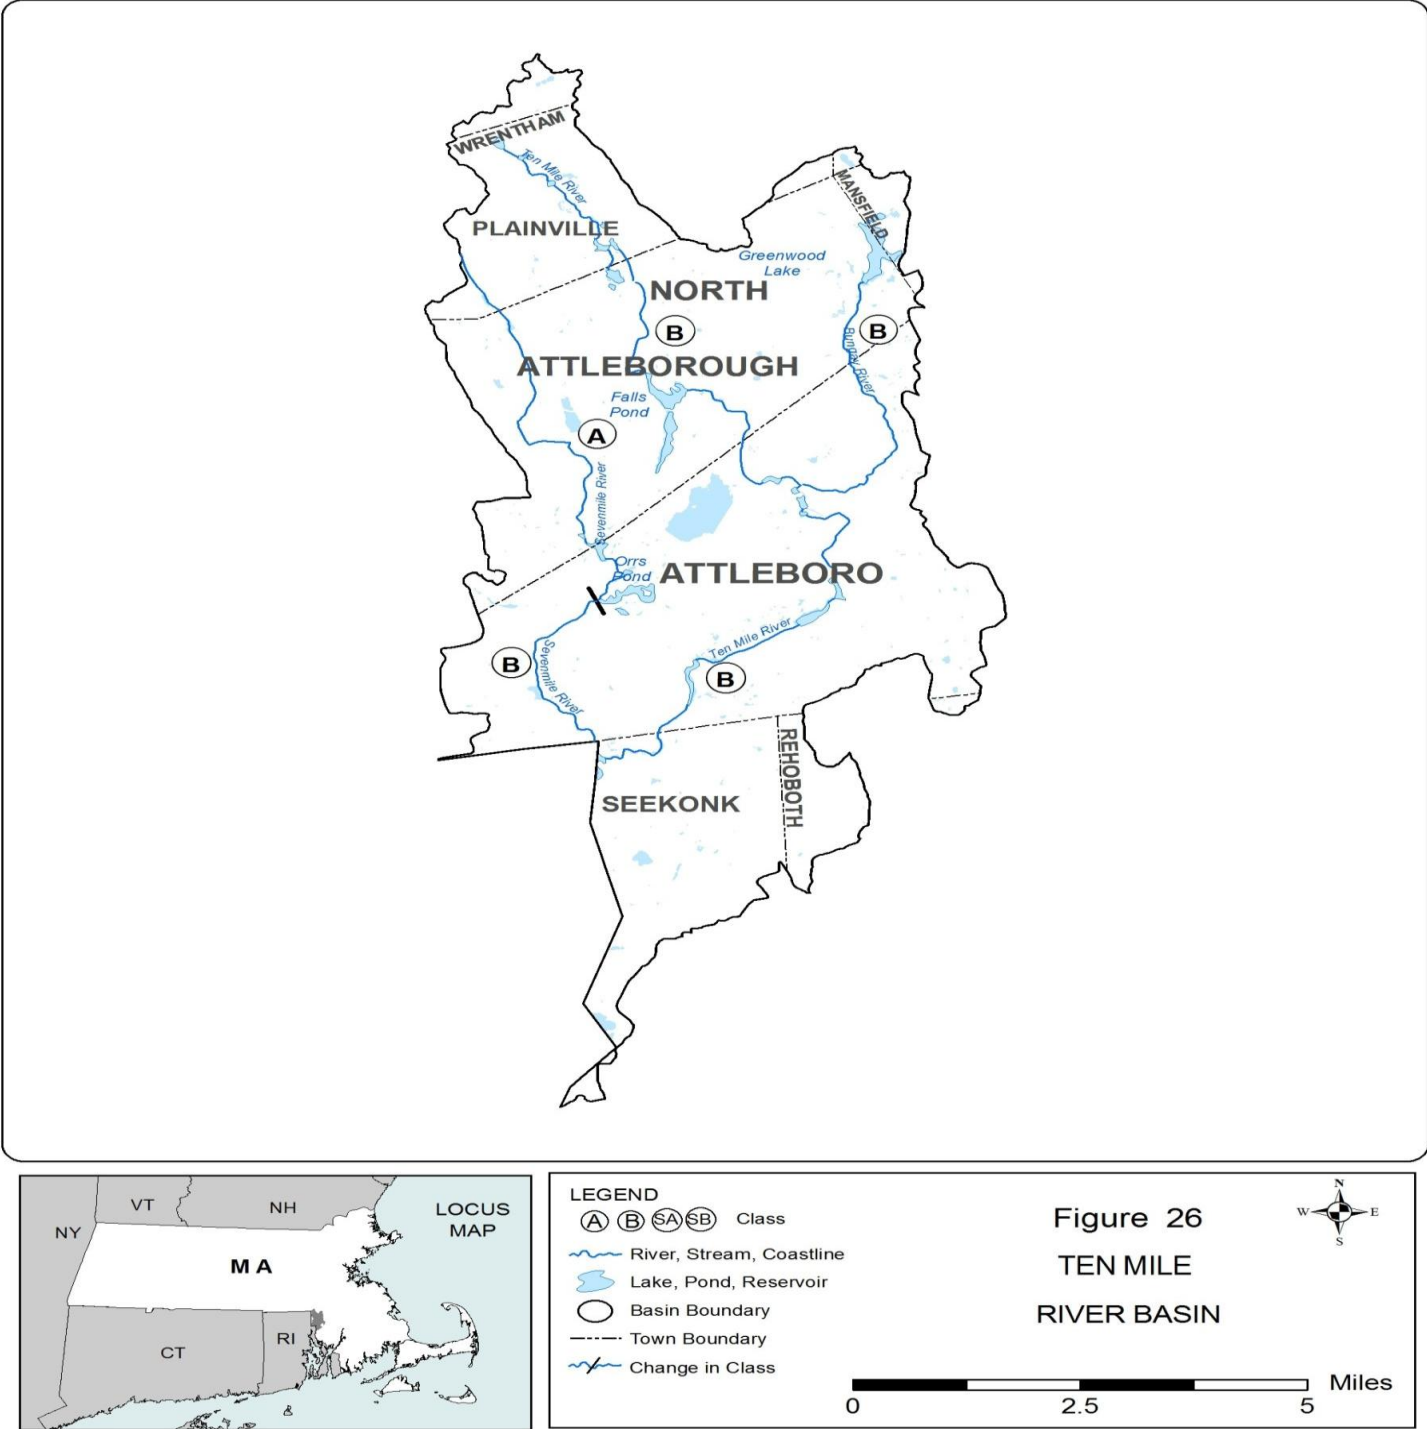 WRENTHAM
Ten Mile River
PLAINVILLE
MANSFIELD
Greenwood
Lake
NORTH
B
B
Bungay River
ATTLEBOROUGH
Falls
Pond
A
Sevenmile River
Orrs
Pond
ATTLEBORO
Ten Mile River
B
Sevenmile River
B
REHOBOTH
SEEKONK
NY
VT
NH
LOCUS
MAP
MA
CT
RI
LEGEND
A B SA SB Class
River, Stream, Coastline
Lake, Pond, Reservoir
Basin Boundary
Town Boundary
Change in Class
Figure 26
TEN MILE
RIVER BASIN
N
W E
S
Miles
0 2.5 5